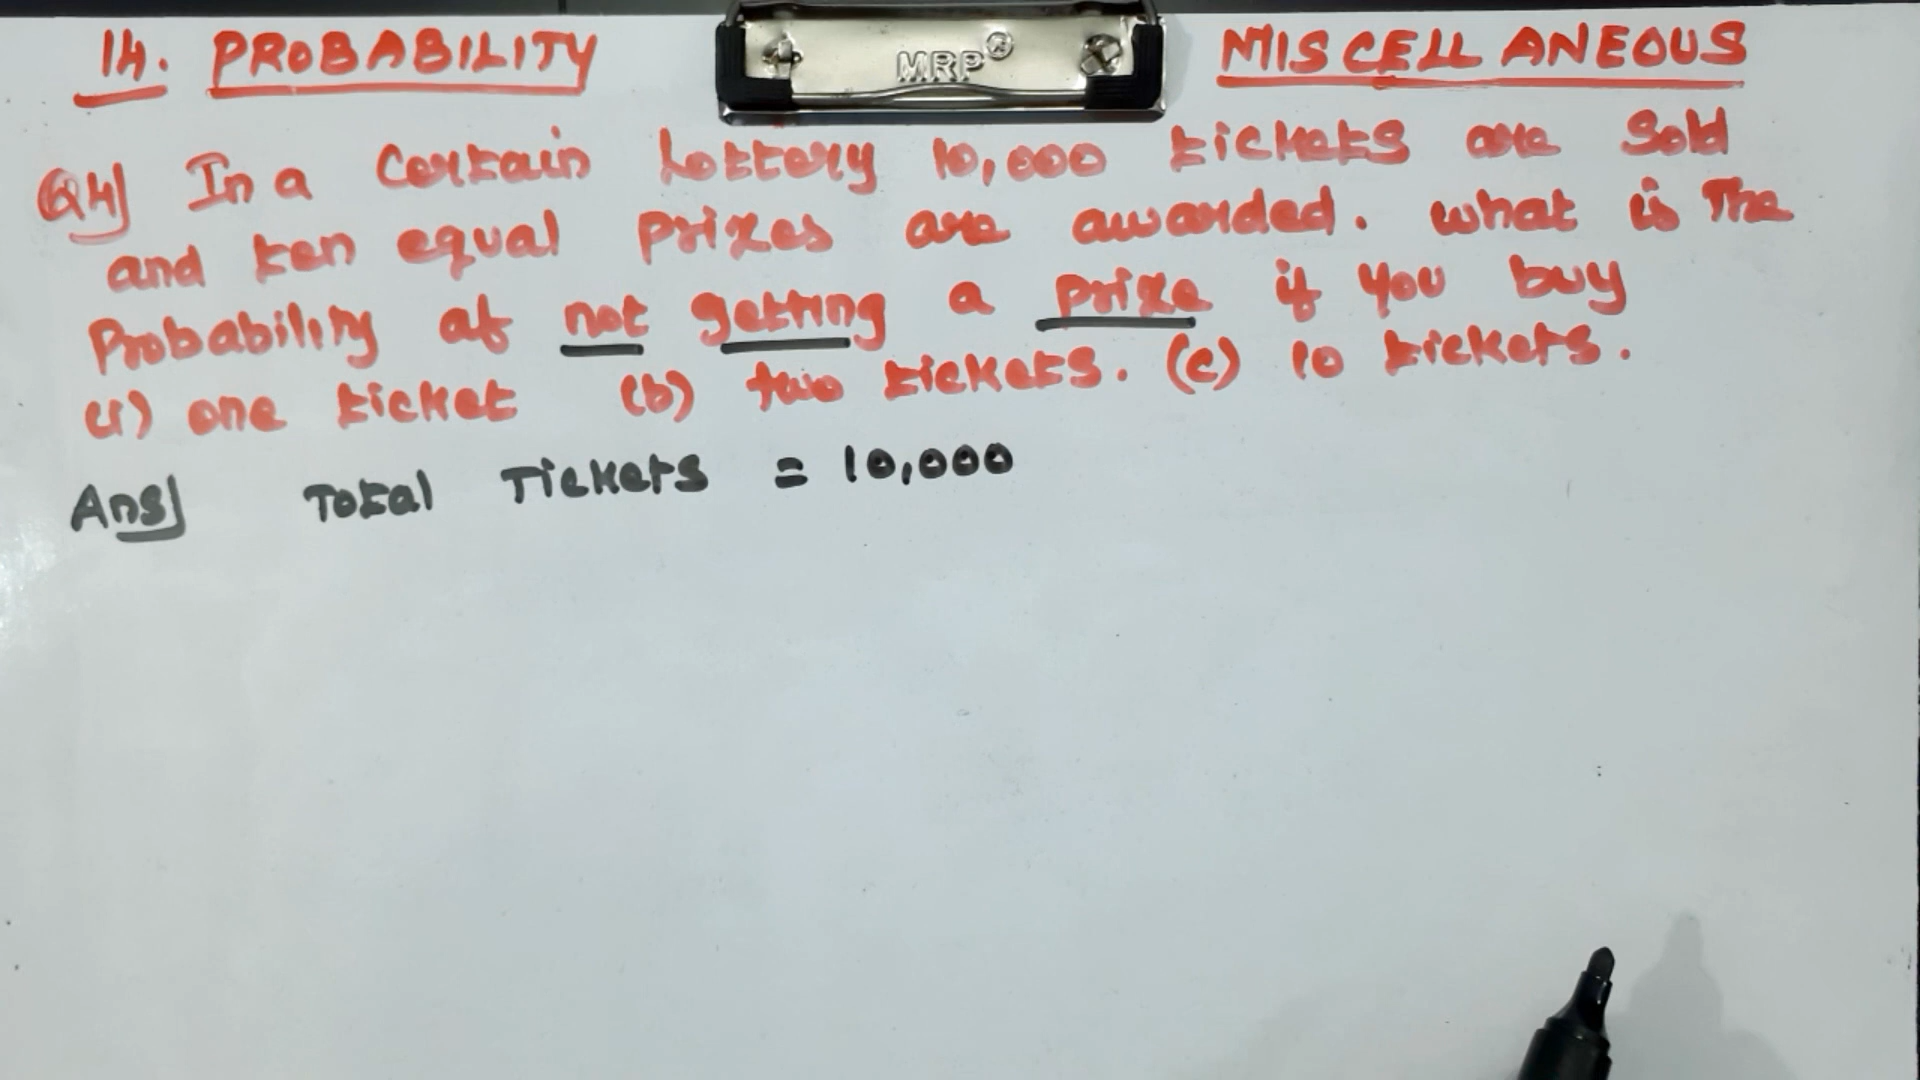 14. PROBABILITY
MRP®
MISCELLANEOUS
Q4] In a certain Lottery 10,000 tickets are sold
and ten equal prizes are awarded. what is the
Probability of not getting a prize if you buy
(1) one ticket (b) two tickets. (c) 10 tickets.
Ans] Total Tickets = 10,000